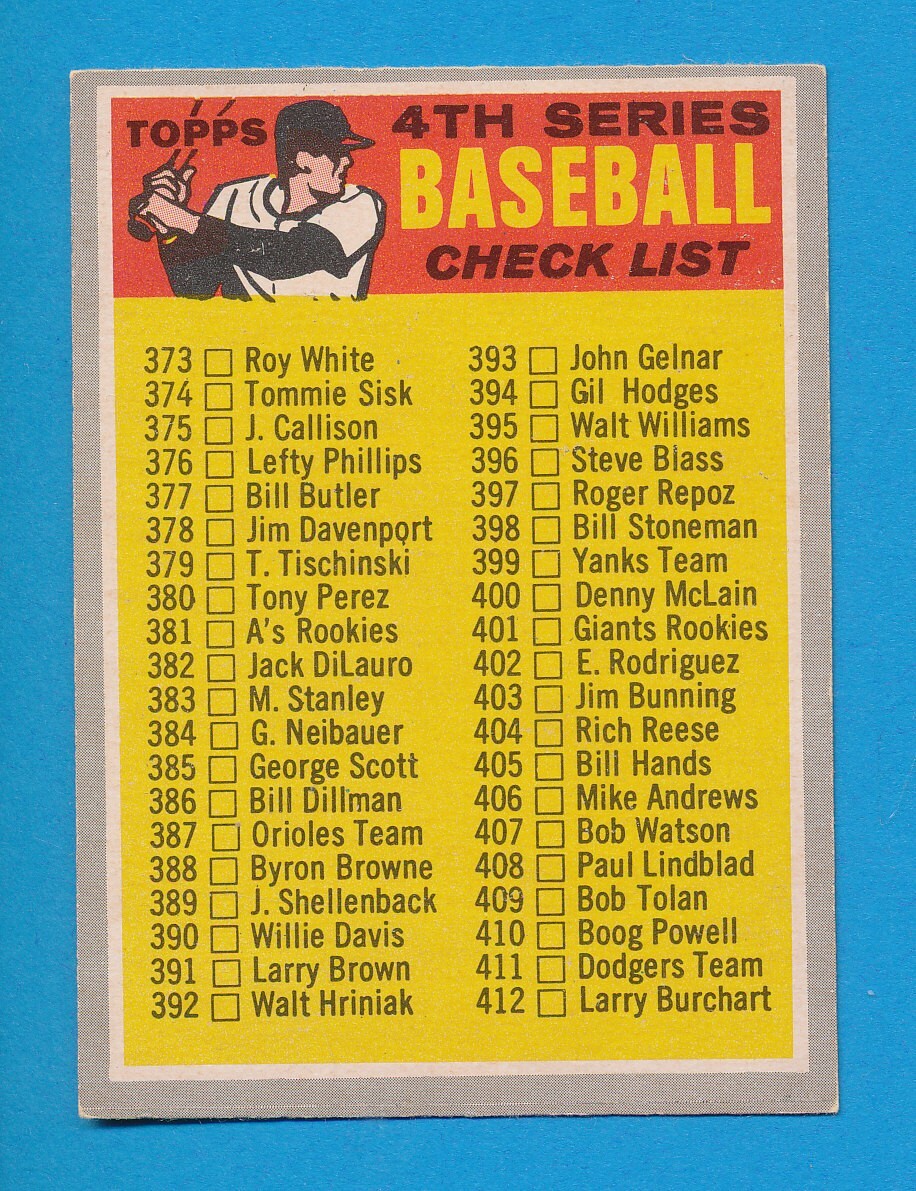 TOPPS
4TH SERIES
BASEBALL
CHECK LIST
373 Roy White
374 Tommie Sisk
375 J. Callison
376 Lefty Phillips
377 Bill Butler
378 Jim Davenport
379 T. Tischinski
380 Tony Perez
381 A's Rookies
382 Jack DiLauro
383 M. Stanley
384 G. Neibauer
385 George Scott
386 Bill Dillman
387 Orioles Team
388 Byron Browne
389 J. Shellenback
390 Willie Davis
391 Larry Brown
392 Walt Hriniak
393 John Gelnar
394 Gil Hodges
395 Walt Williams
396 Steve Blass
397 Roger Repoz
398 Bill Stoneman
399 Yanks Team
400 Denny McLain
401 Giants Rookies
402 E. Rodriguez
403 Jim Bunning
404 Rich Reese
405 Bill Hands
406 Mike Andrews
407 Bob Watson
408 Paul Lindblad
409 Bob Tolan
410 Boog Powell
411 Dodgers Team
412 Larry Burchart